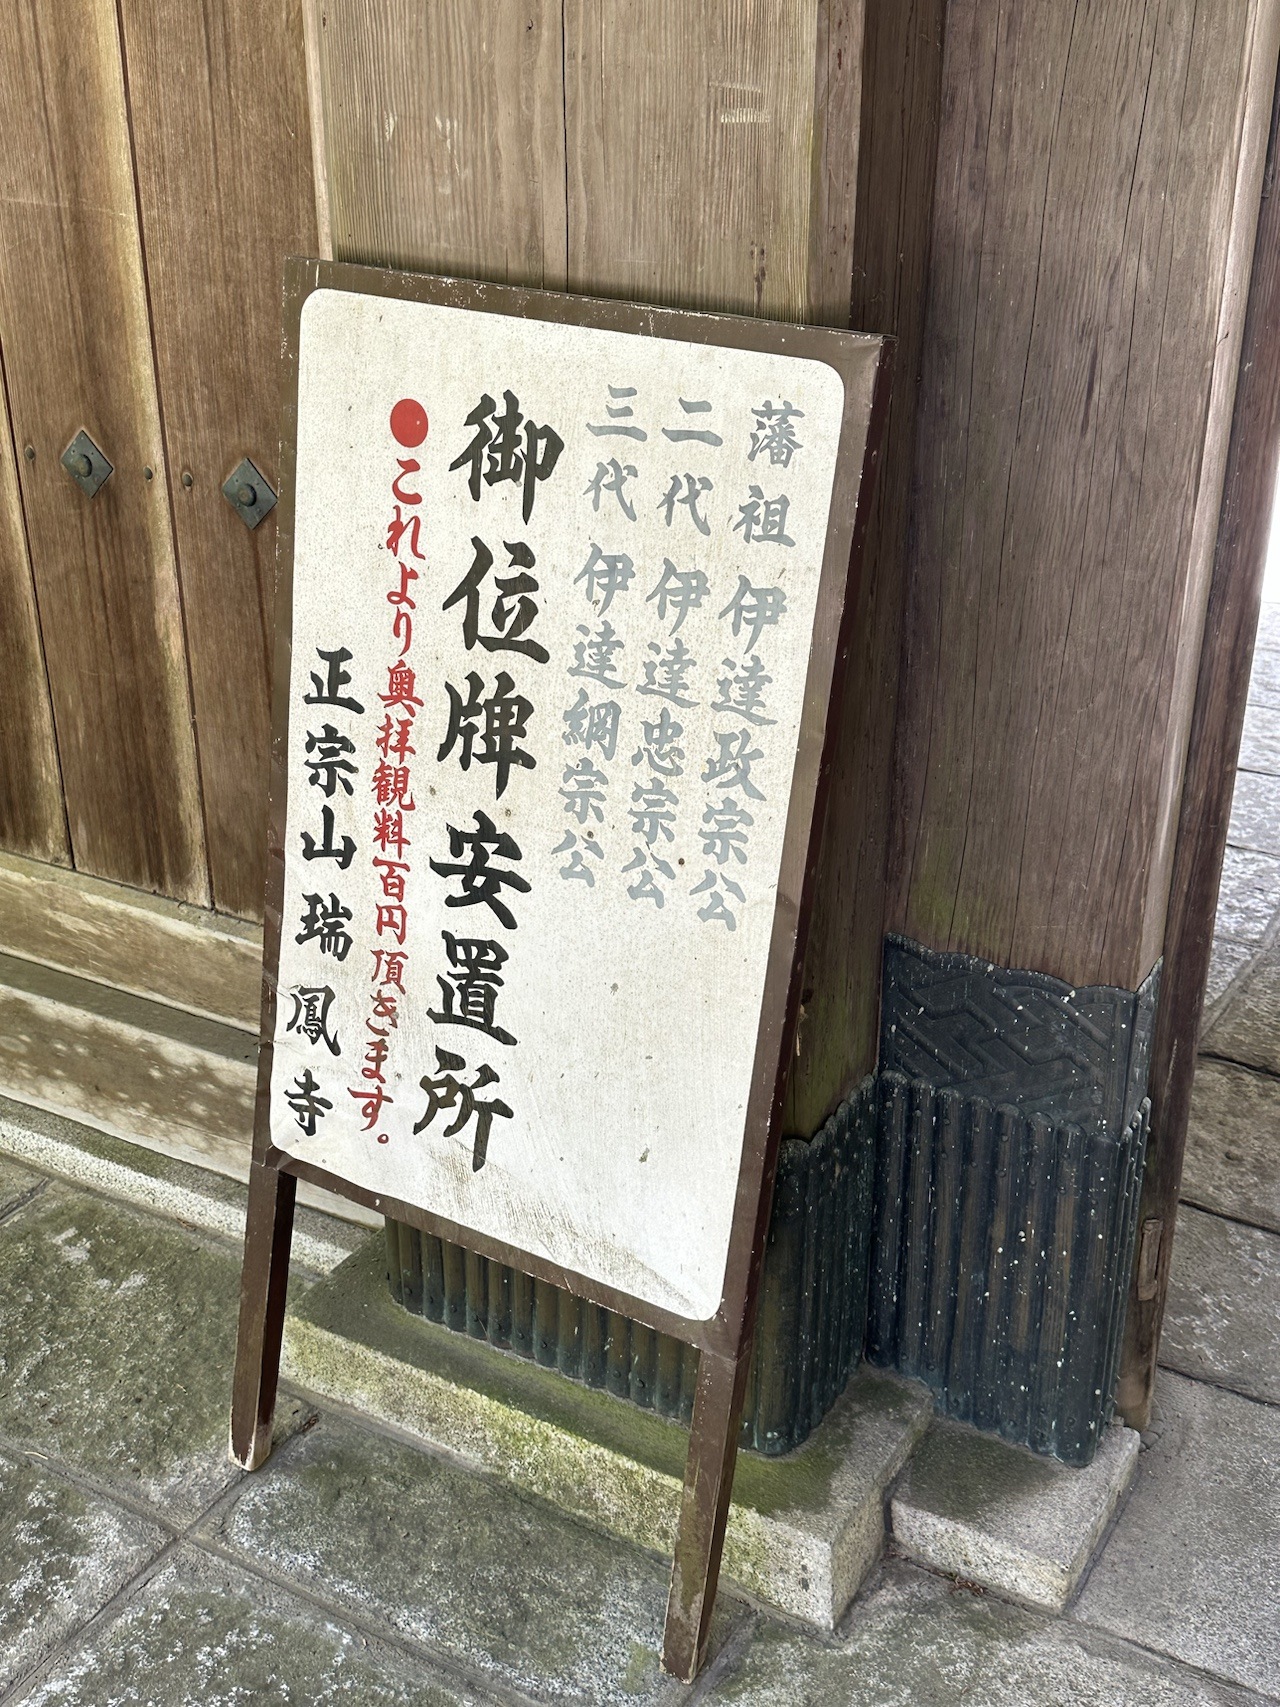 藩祖 伊達政宗公
二代 伊達忠宗公
三代 伊達綱宗公
御位牌安置所
●これより奥拝観料百円頂きます。
正宗山瑞鳳寺